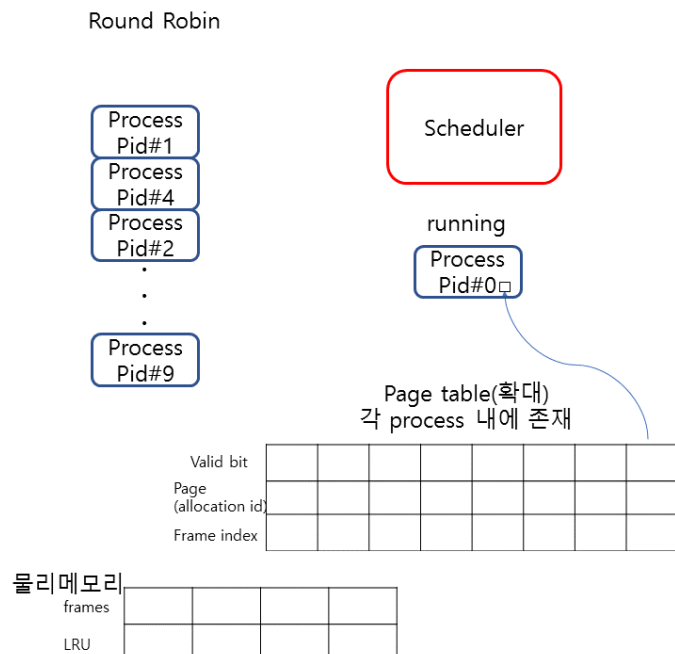 Round Robin
Process
Pid#1
Process
Pid#4
Process
Pid#2
.
.
.
Process
Pid#9
Scheduler
running
Process
Pid#0
Page table(확대)
각 process 내에 존재
Valid bit
Page
(allocation id)
Frame index
물리메모리
frames
LRU